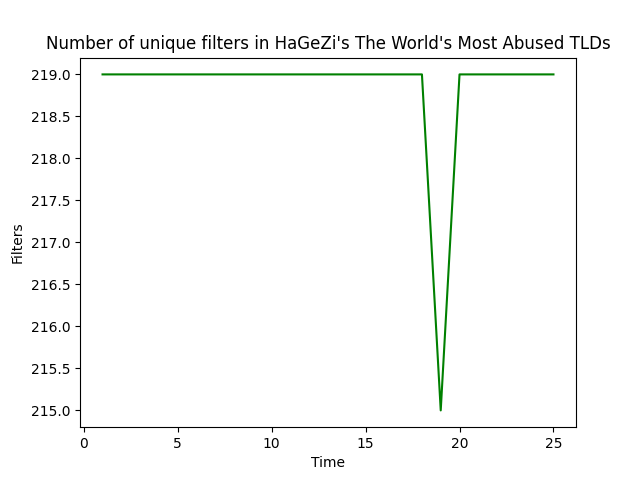 Number of unique filters in HaGeZi's The World's Most Abused TLDs
219.0
218.5
218.0
217.5
217.0
216.5
216.0
215.5
215.0
Filters
0 5 10 15 20 25
Time